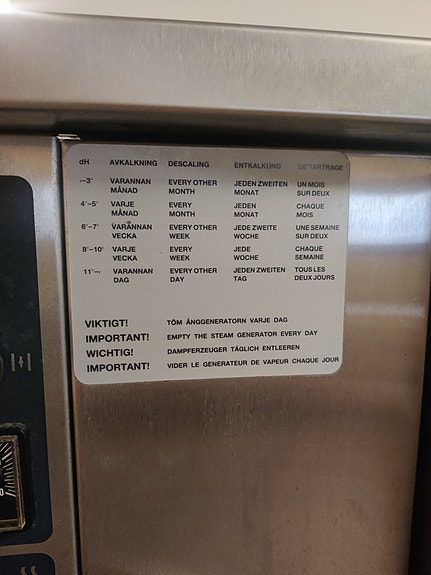 dH AVKALKNING DESCALING ENTKALKUNG DETARTRAGE
–3° VARANNAN EVERY OTHER JEDEN ZWEITEN UN MOIS
MÅNAD MONTH MONAT SUR DEUX
4°–5° VARJE EVERY JEDEN CHAQUE
MÅNAD MONTH MONAT MOIS
6°–7° VARANNAN EVERY OTHER JEDE ZWEITE UNE SEMAINE
VECKA WEEK WOCHE SUR DEUX
8°–10° VARJE EVERY JEDE CHAQUE
VECKA WEEK WOCHE SEMAINE
11°– VARANNAN EVERY OTHER JEDEN ZWEITEN TOUS LES
DAG DAY TAG DEUX JOURS
VIKTIGT! TÖM ÅNGGENERATORN VARJE DAG
IMPORTANT! EMPTY THE STEAM GENERATOR EVERY DAY
WICHTIG! DAMPFERZEUGER TÄGLICH ENTLEEREN
IMPORTANT! VIDER LE GENERATEUR DE VAPEUR CHAQUE JOUR